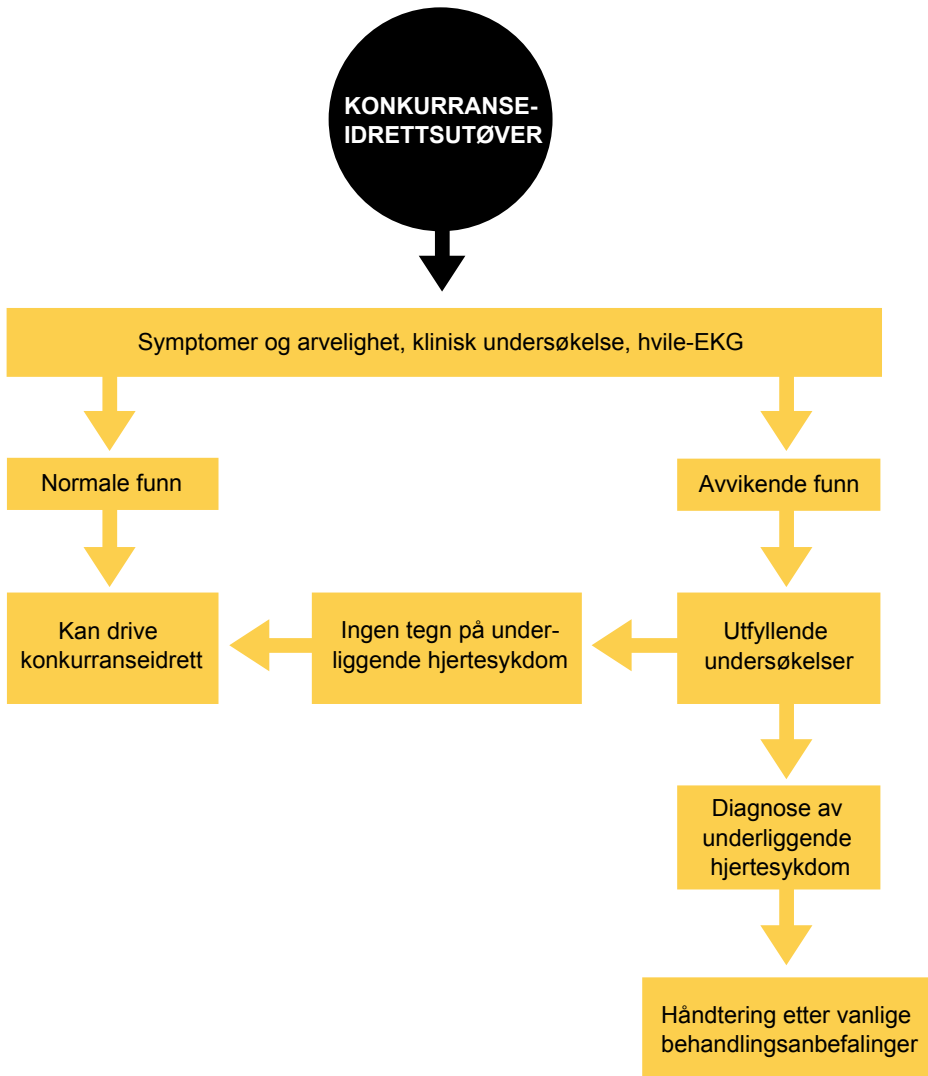 KONKURRANSE-
IDRETTSUTØVER
Symptomer og arvelighet, klinisk undersøkelse, hvile-EKG
Normale funn
Avvikende funn
Kan drive
konkurranseidrett
Ingen tegn på under-
liggende hjertesykdom
Utfyllende
undersøkelser
Diagnose av
underliggende
hjertesykdom
Håndtering etter vanlige
behandlingsanbefalinger